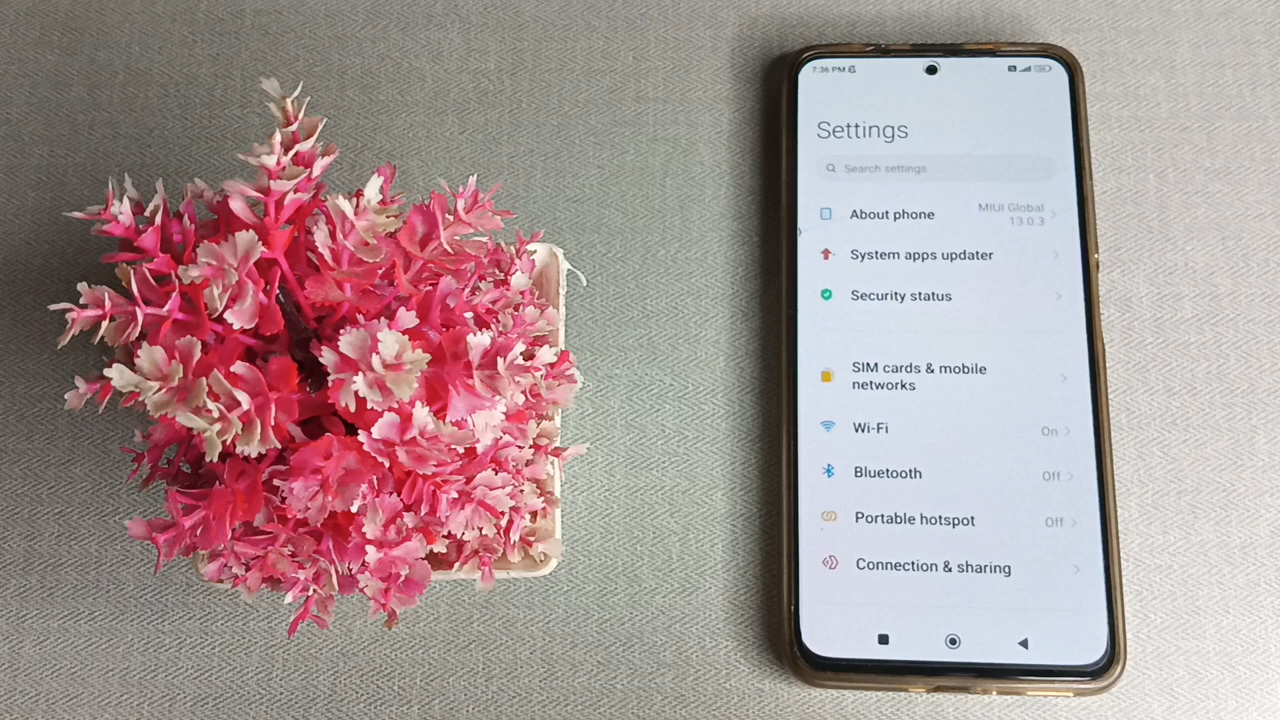 7:36 PM
Settings
Search settings
About phone
MIUI Global
13.0.3
System apps updater
Security status
SIM cards & mobile
networks
Wi-Fi
On
Bluetooth
Off
Portable hotspot
Off
Connection & sharing